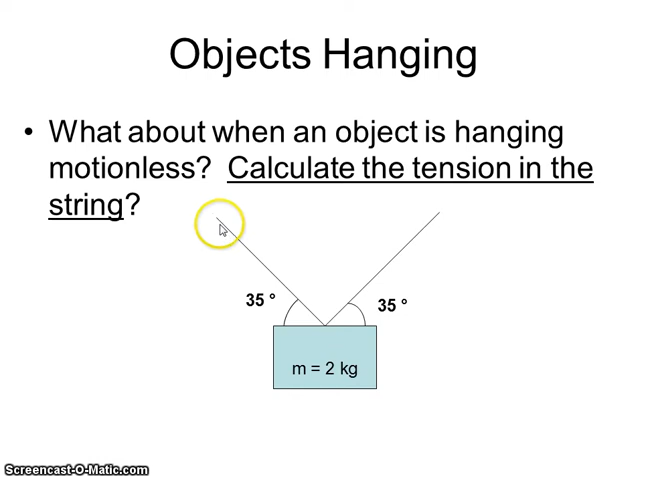 Objects Hanging
• What about when an object is hanging
motionless? Calculate the tension in the
string?
35 °
35 °
m = 2 kg
Screencast-O-Matic.com